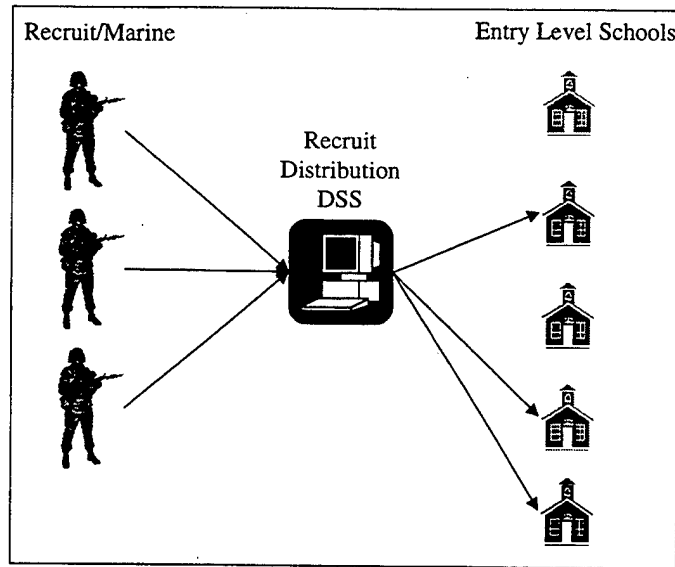 Recruit/Marine
Entry Level Schools
Recruit
Distribution
DSS